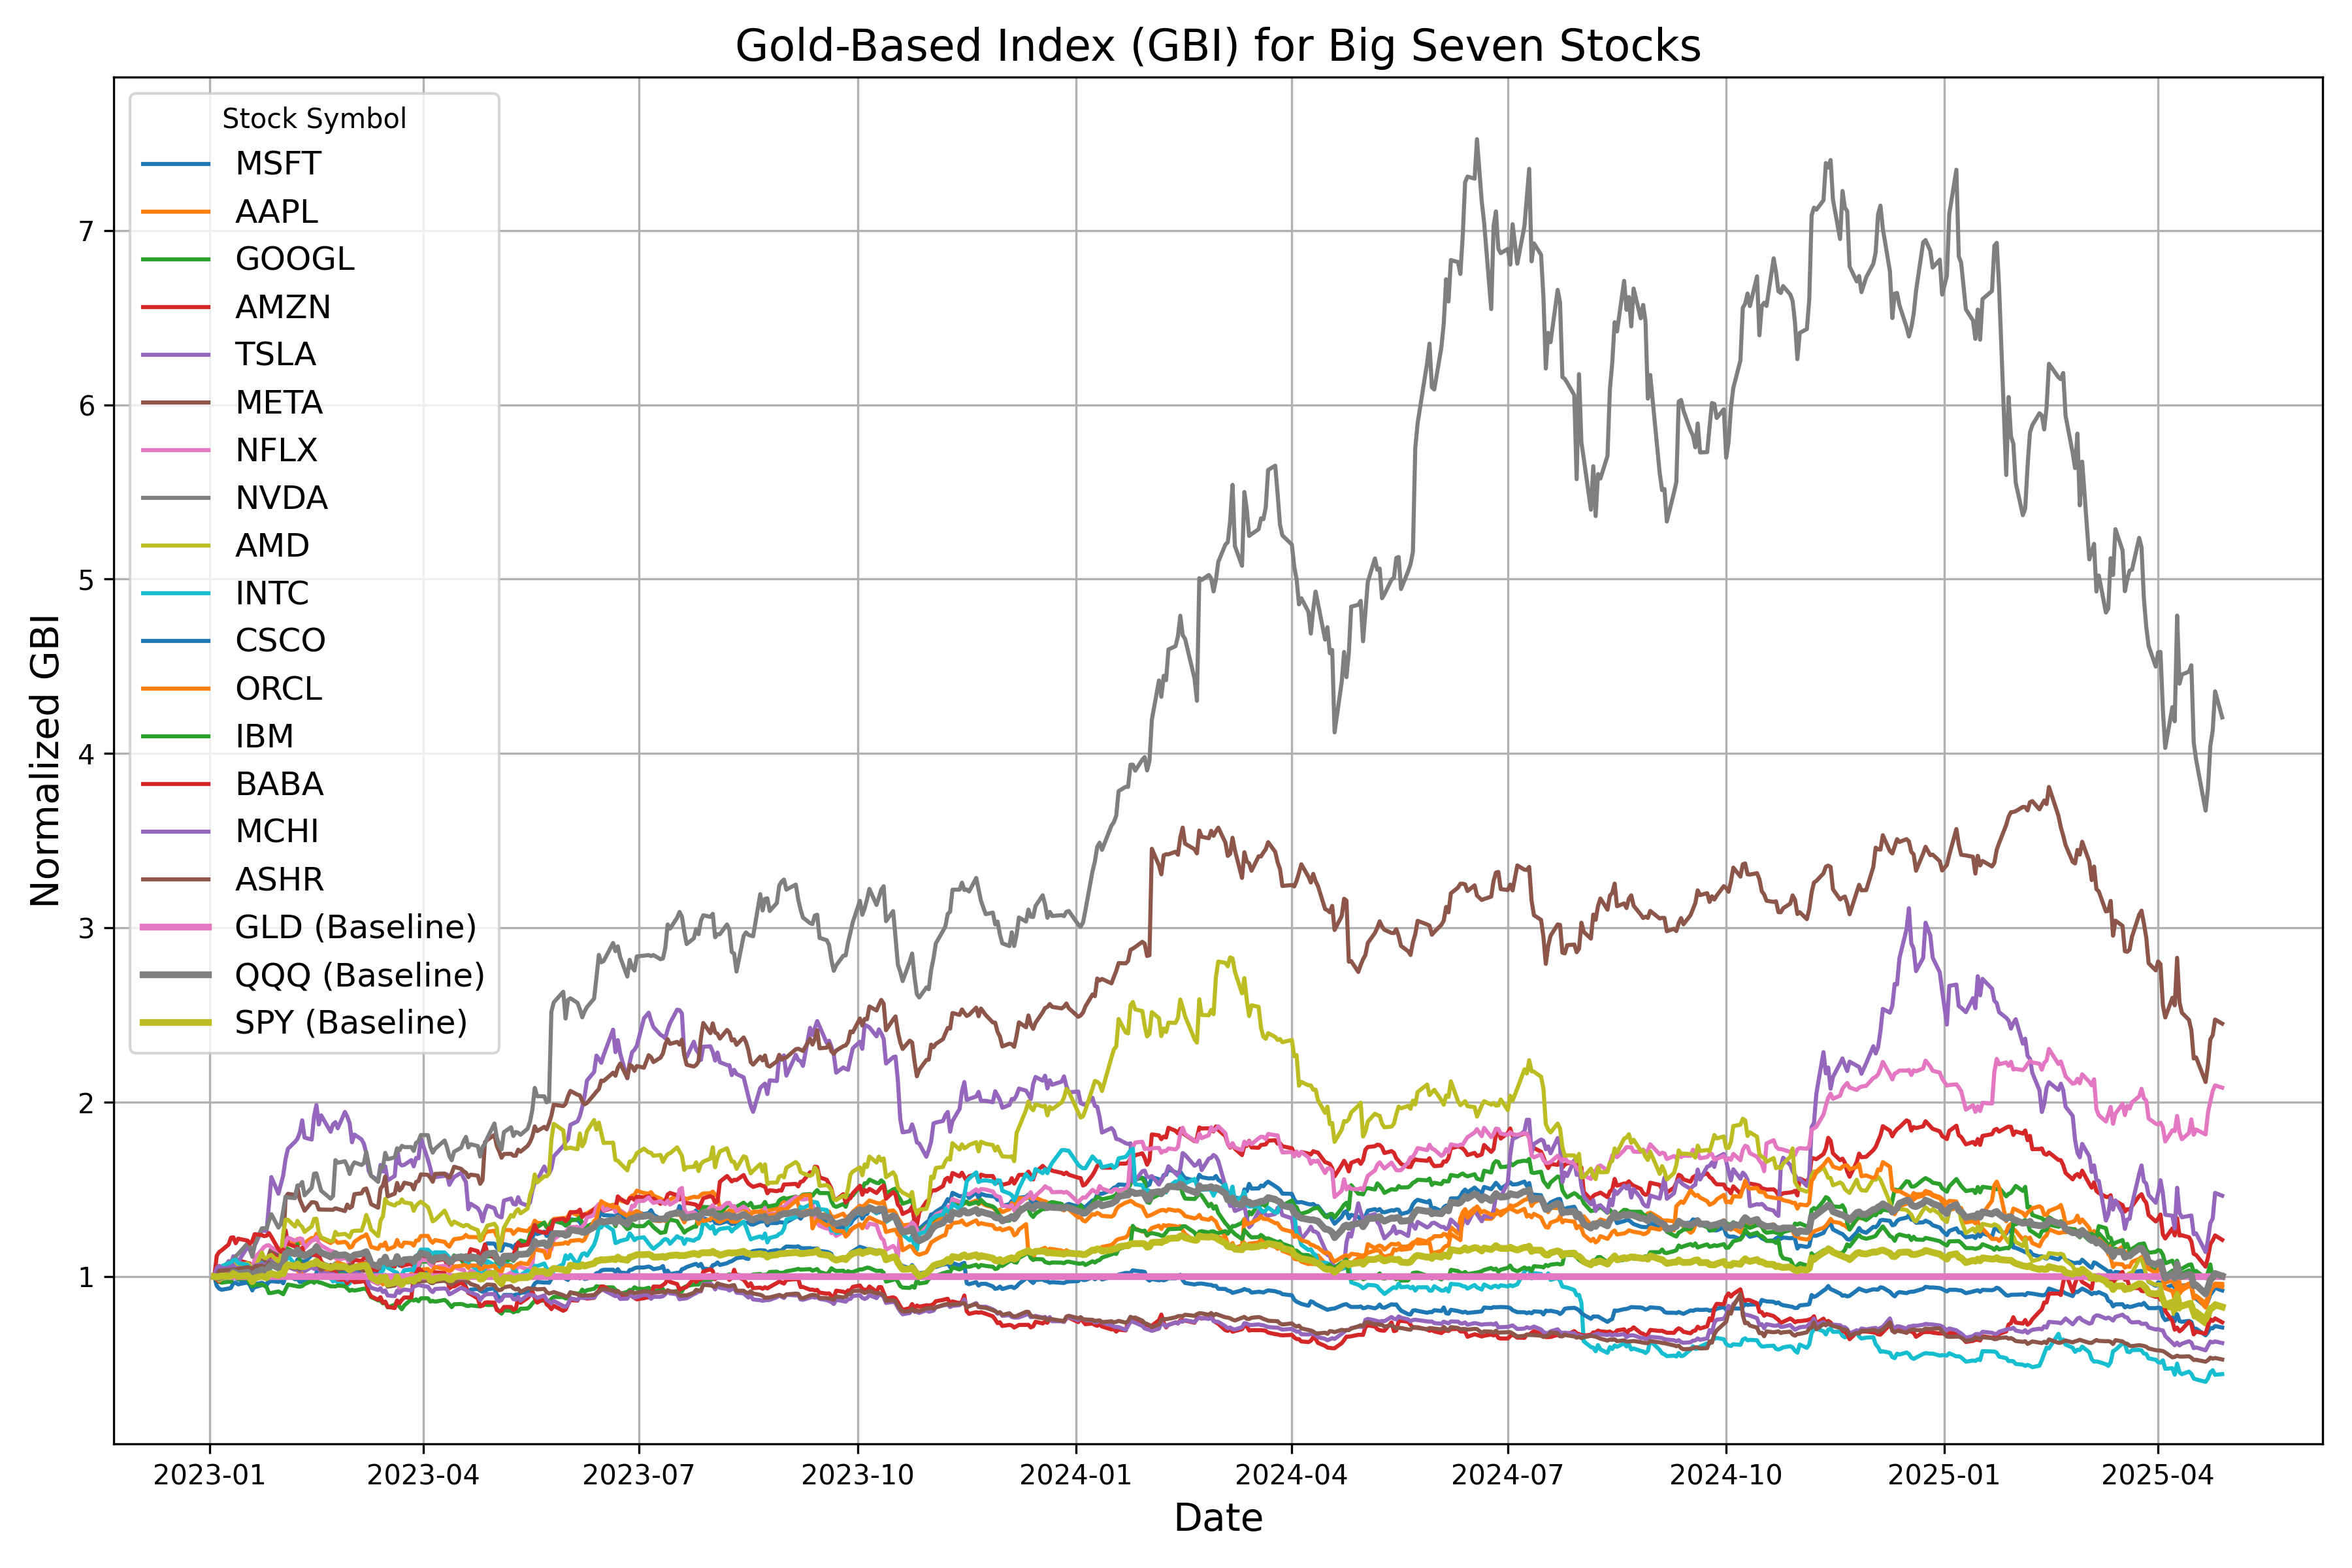 Gold-Based Index (GBI) for Big Seven Stocks
Stock Symbol
MSFT
AAPL
GOOGL
AMZN
TSLA
META
NFLX
NVDA
AMD
INTC
CSCO
ORCL
IBM
BABA
MCHI
ASHR
GLD (Baseline)
QQQ (Baseline)
SPY (Baseline)
Normalized GBI
7
6
5
4
3
2
1
2023-01 2023-04 2023-07 2023-10 2024-01 2024-04 2024-07 2024-10 2025-01 2025-04
Date